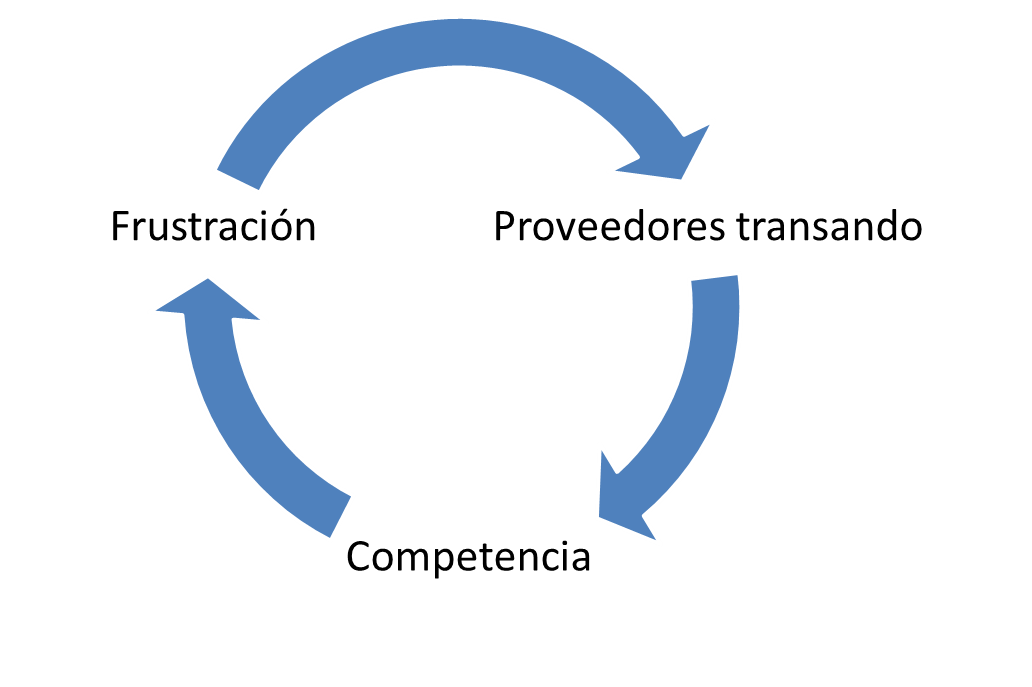 Frustración
Proveedores transando
Competencia